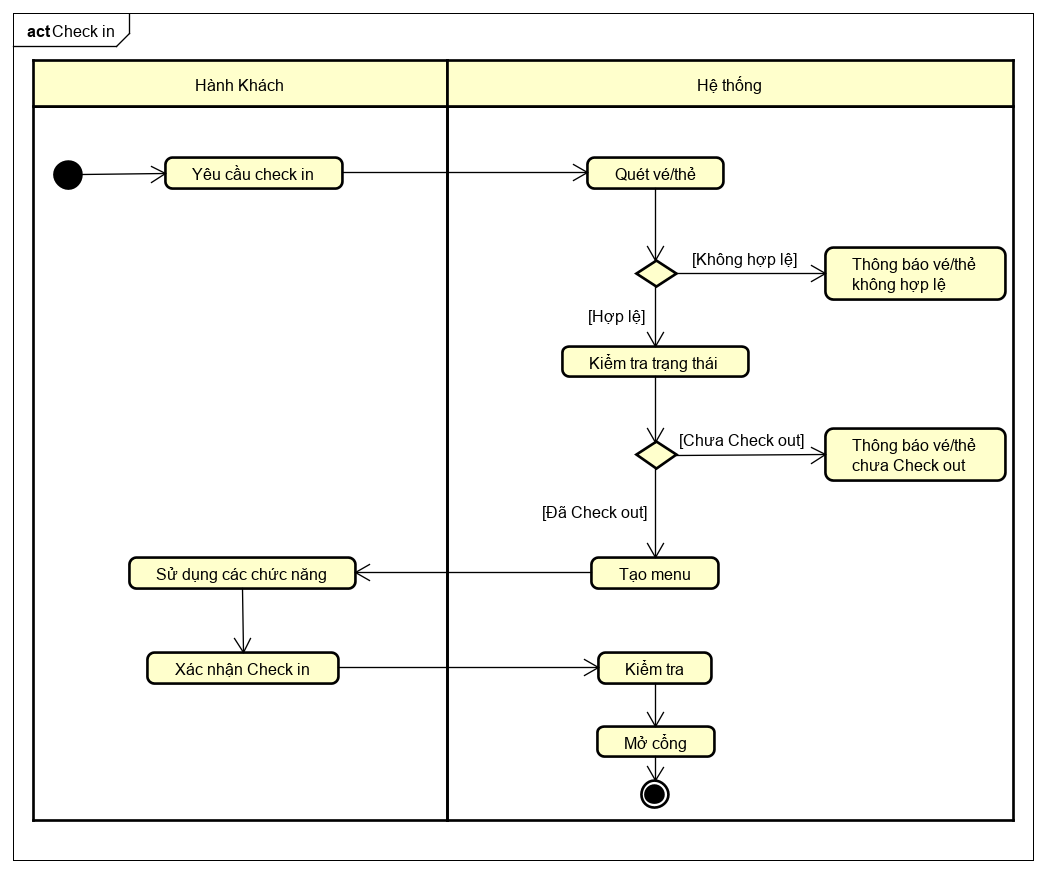 act Check in
Hành Khách
Hệ thống
Yêu cầu check in
Quét vé/thẻ
[Không hợp lệ]
Thông báo vé/thẻ
không hợp lệ
[Hợp lệ]
Kiểm tra trạng thái
[Chưa Check out]
Thông báo vé/thẻ
chưa Check out
[Đã Check out]
Sử dụng các chức năng
Tạo menu
Xác nhận Check in
Kiểm tra
Mở cổng